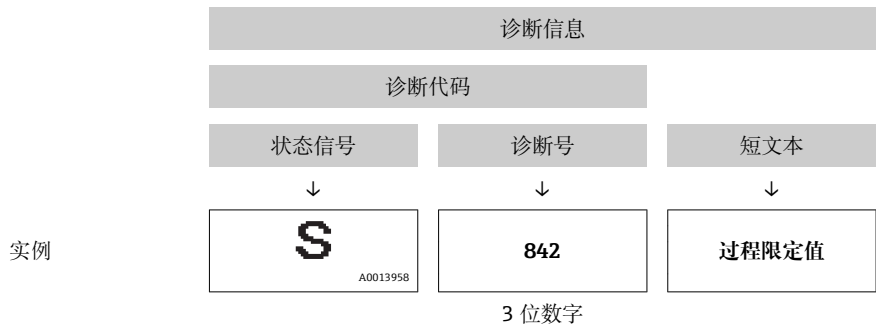 诊断信息
诊断代码
状态信号 诊断号 短文本
↓ ↓ ↓
实例 S 842 过程限定值
A0013958
3 位数字